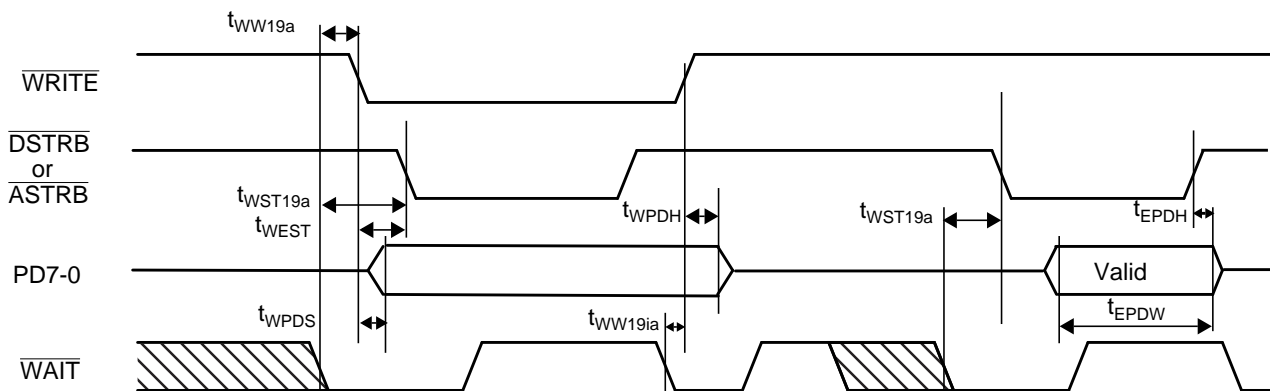 tWW19a
WRITE
DSTRB
or
ASTRB
tWST19a
tWEST
tWPDH
tWST19a
tEPDH
PD7-0
Valid
tWPDS
tWW19ia
tEPDW
WAIT